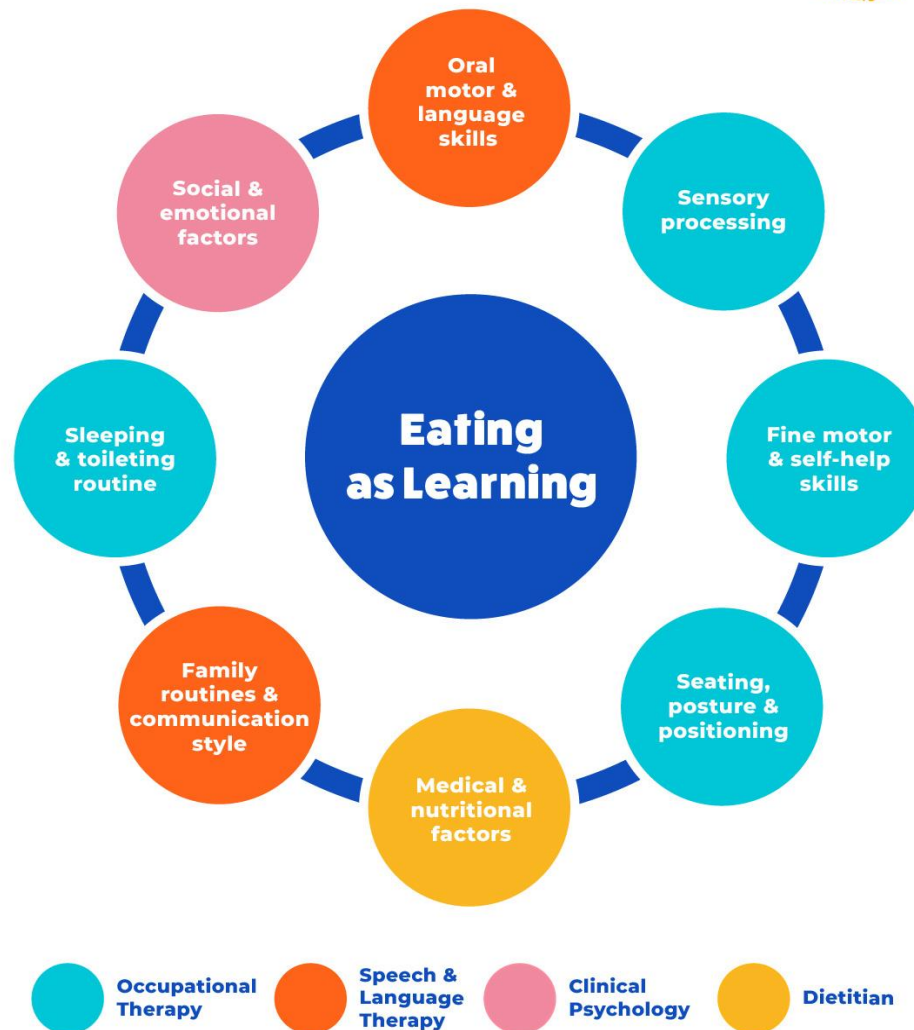 Oral
motor &
language
skills
Sensory
processing
Fine motor
& self-help
skills
Seating,
posture &
positioning
Medical &
nutritional
factors
Family
routines &
communication
style
Sleeping
& toileting
routine
Social &
emotional
factors
Eating
as Learning
Occupational
Therapy
Speech &
Language
Therapy
Clinical
Psychology
Dietitian